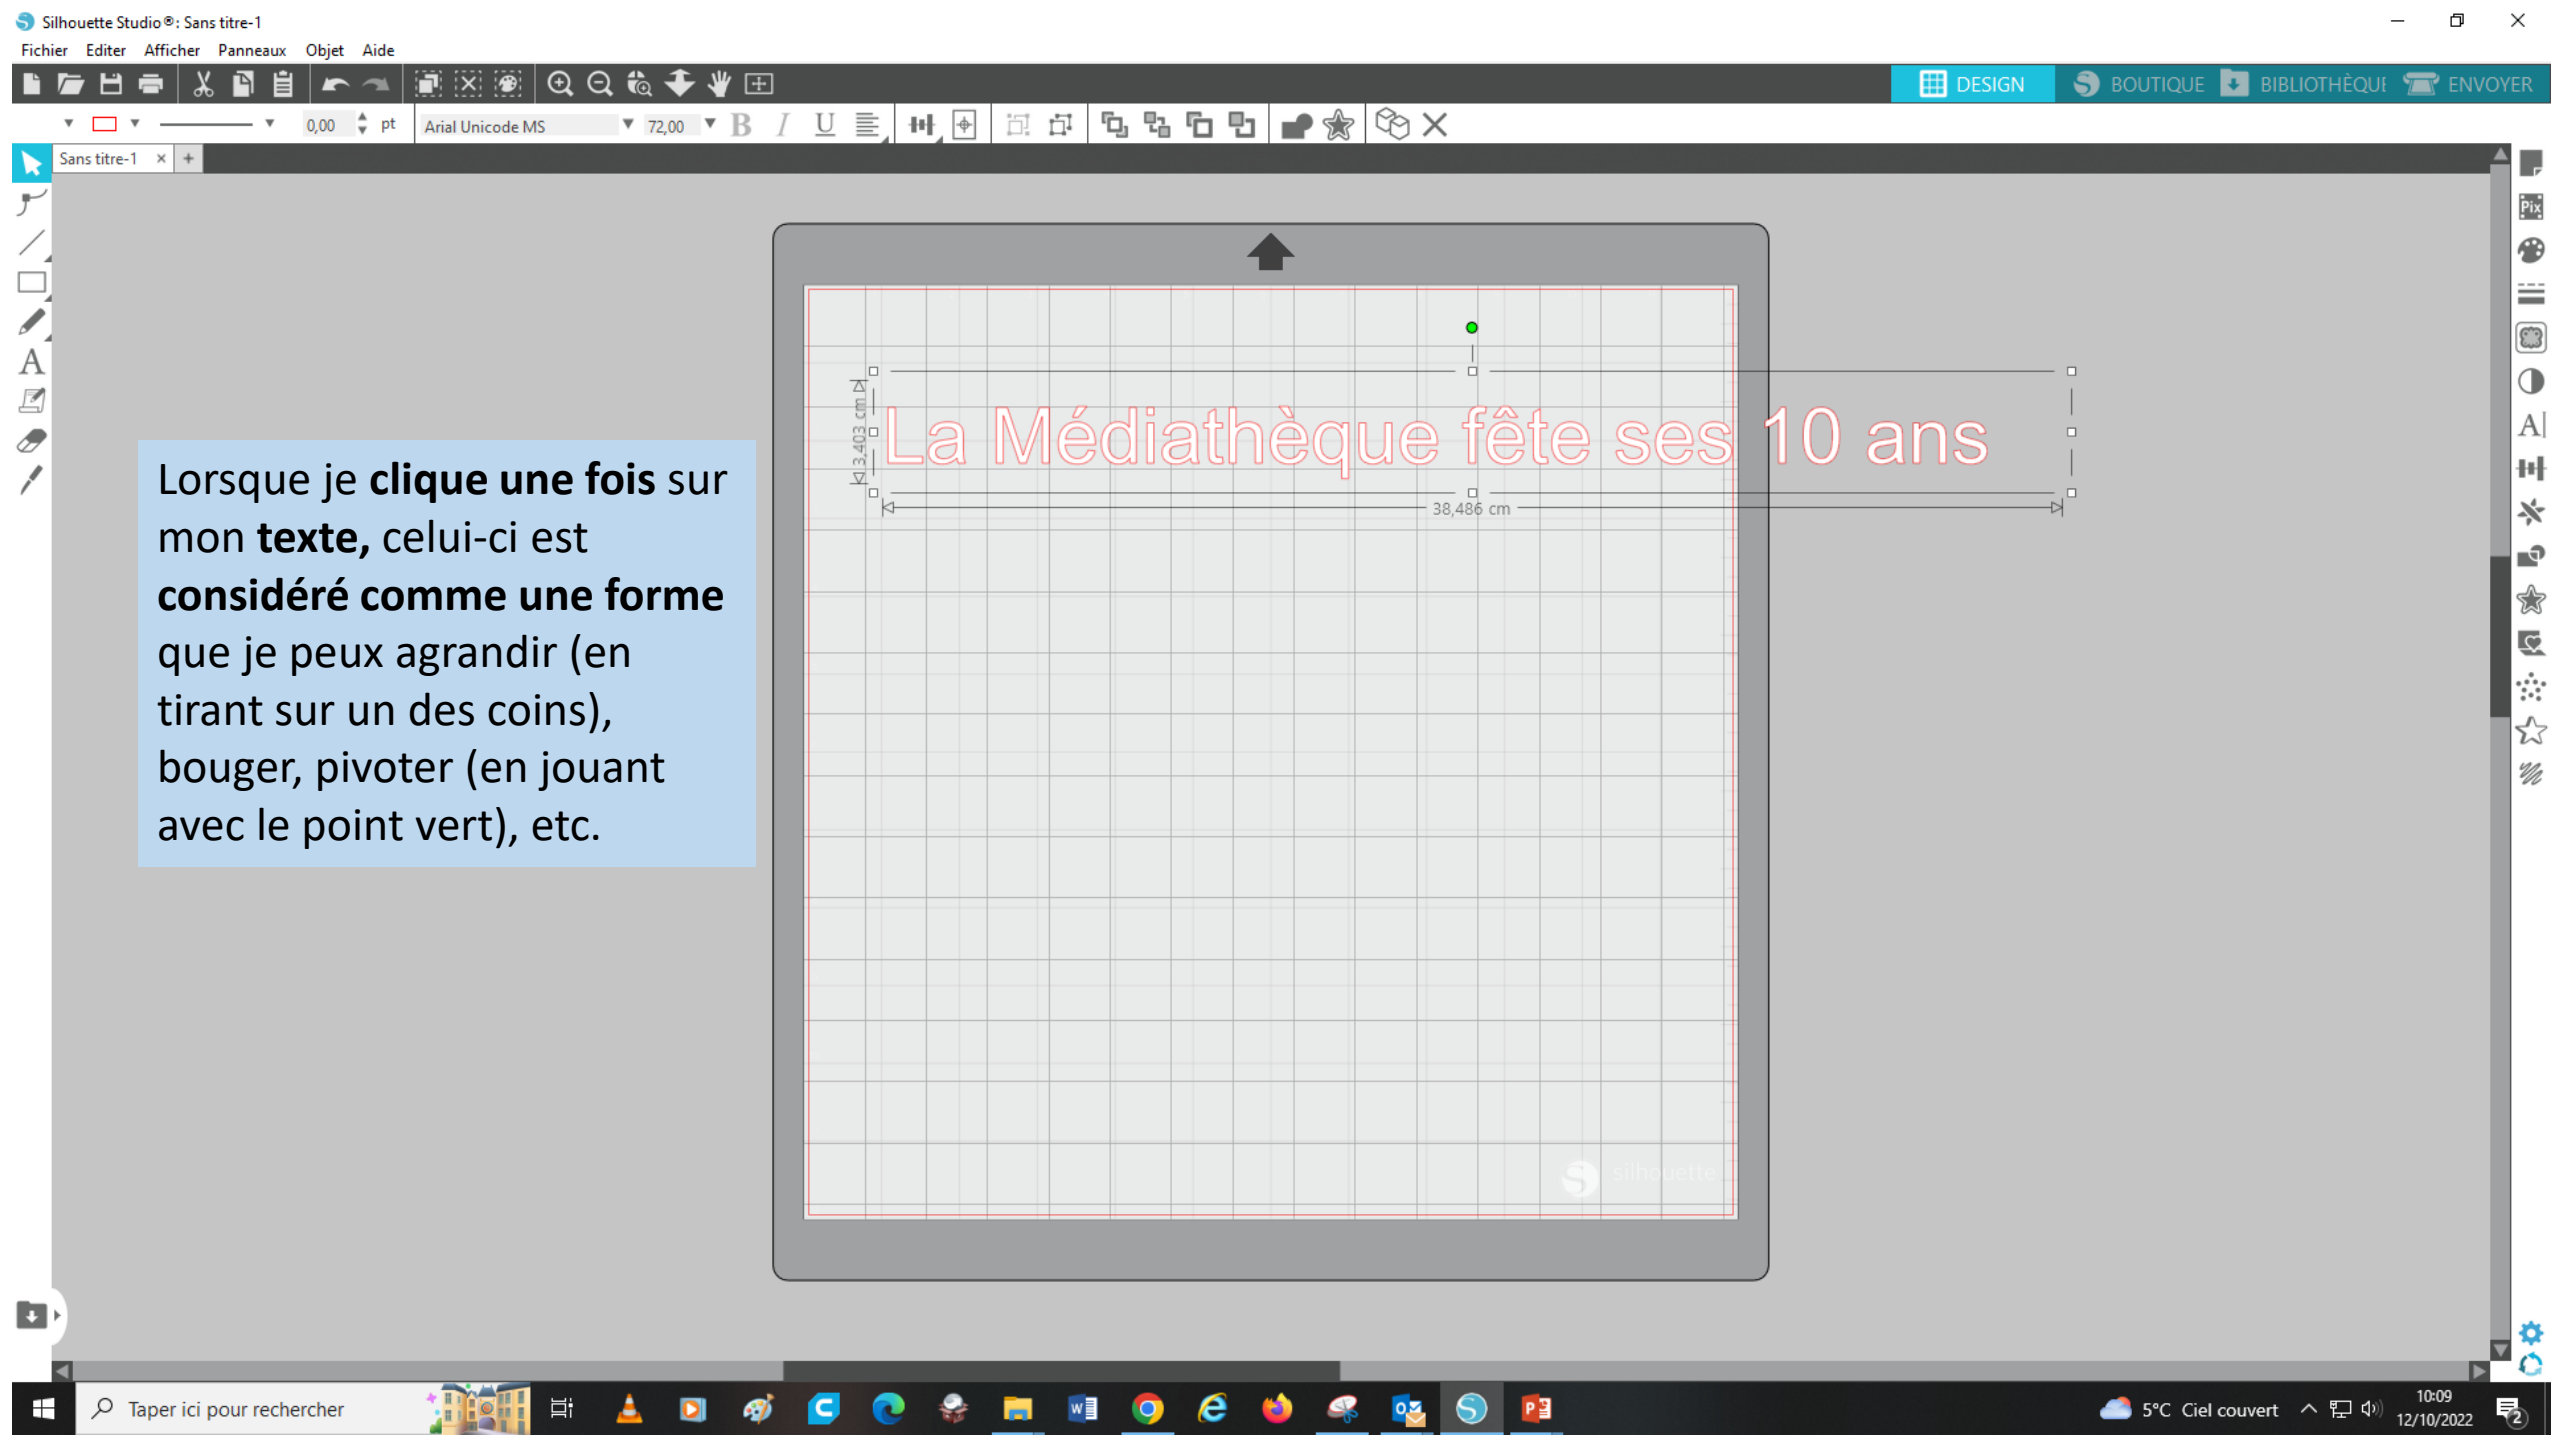 Silhouette Studio®: Sans titre-1
Fichier Editer Afficher Panneaux Objet Aide
DESIGN BOUTIQUE BIBLIOTHÈQUE ENVOYER
0,00 pt Arial Unicode MS 72,00 B I U
Sans titre-1 × +
Pix
La Médiathèque fête ses 10 ans
3,403 cm
38,486 cm
Lorsque je clique une fois sur
mon texte, celui-ci est
considéré comme une forme
que je peux agrandir (en
tirant sur un des coins),
bouger, pivoter (en jouant
avec le point vert), etc.
silhouette
Taper ici pour rechercher
5°C Ciel couvert
10:09
12/10/2022
2